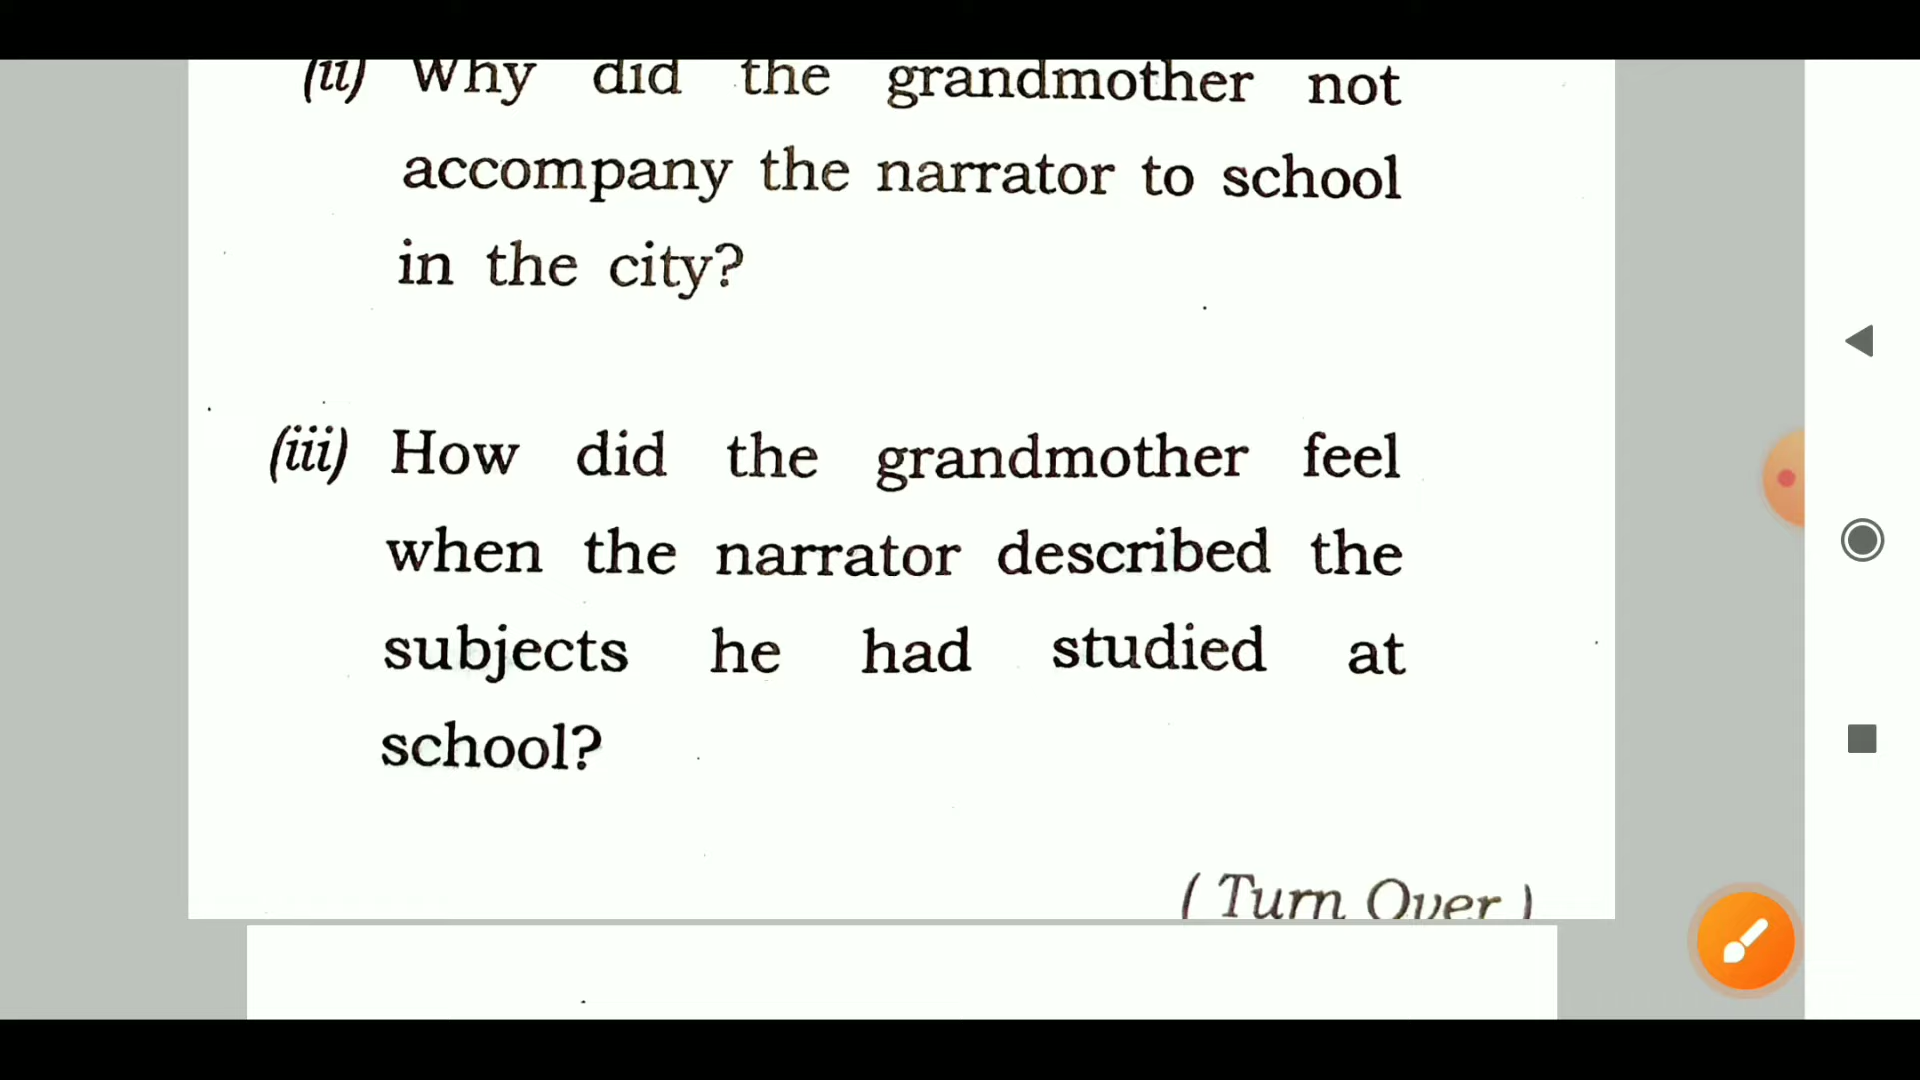 (ii) Why did the grandmother not
accompany the narrator to school
in the city?
(iii) How did the grandmother feel
when the narrator described the
subjects he had studied at
school?
( Turn Over )